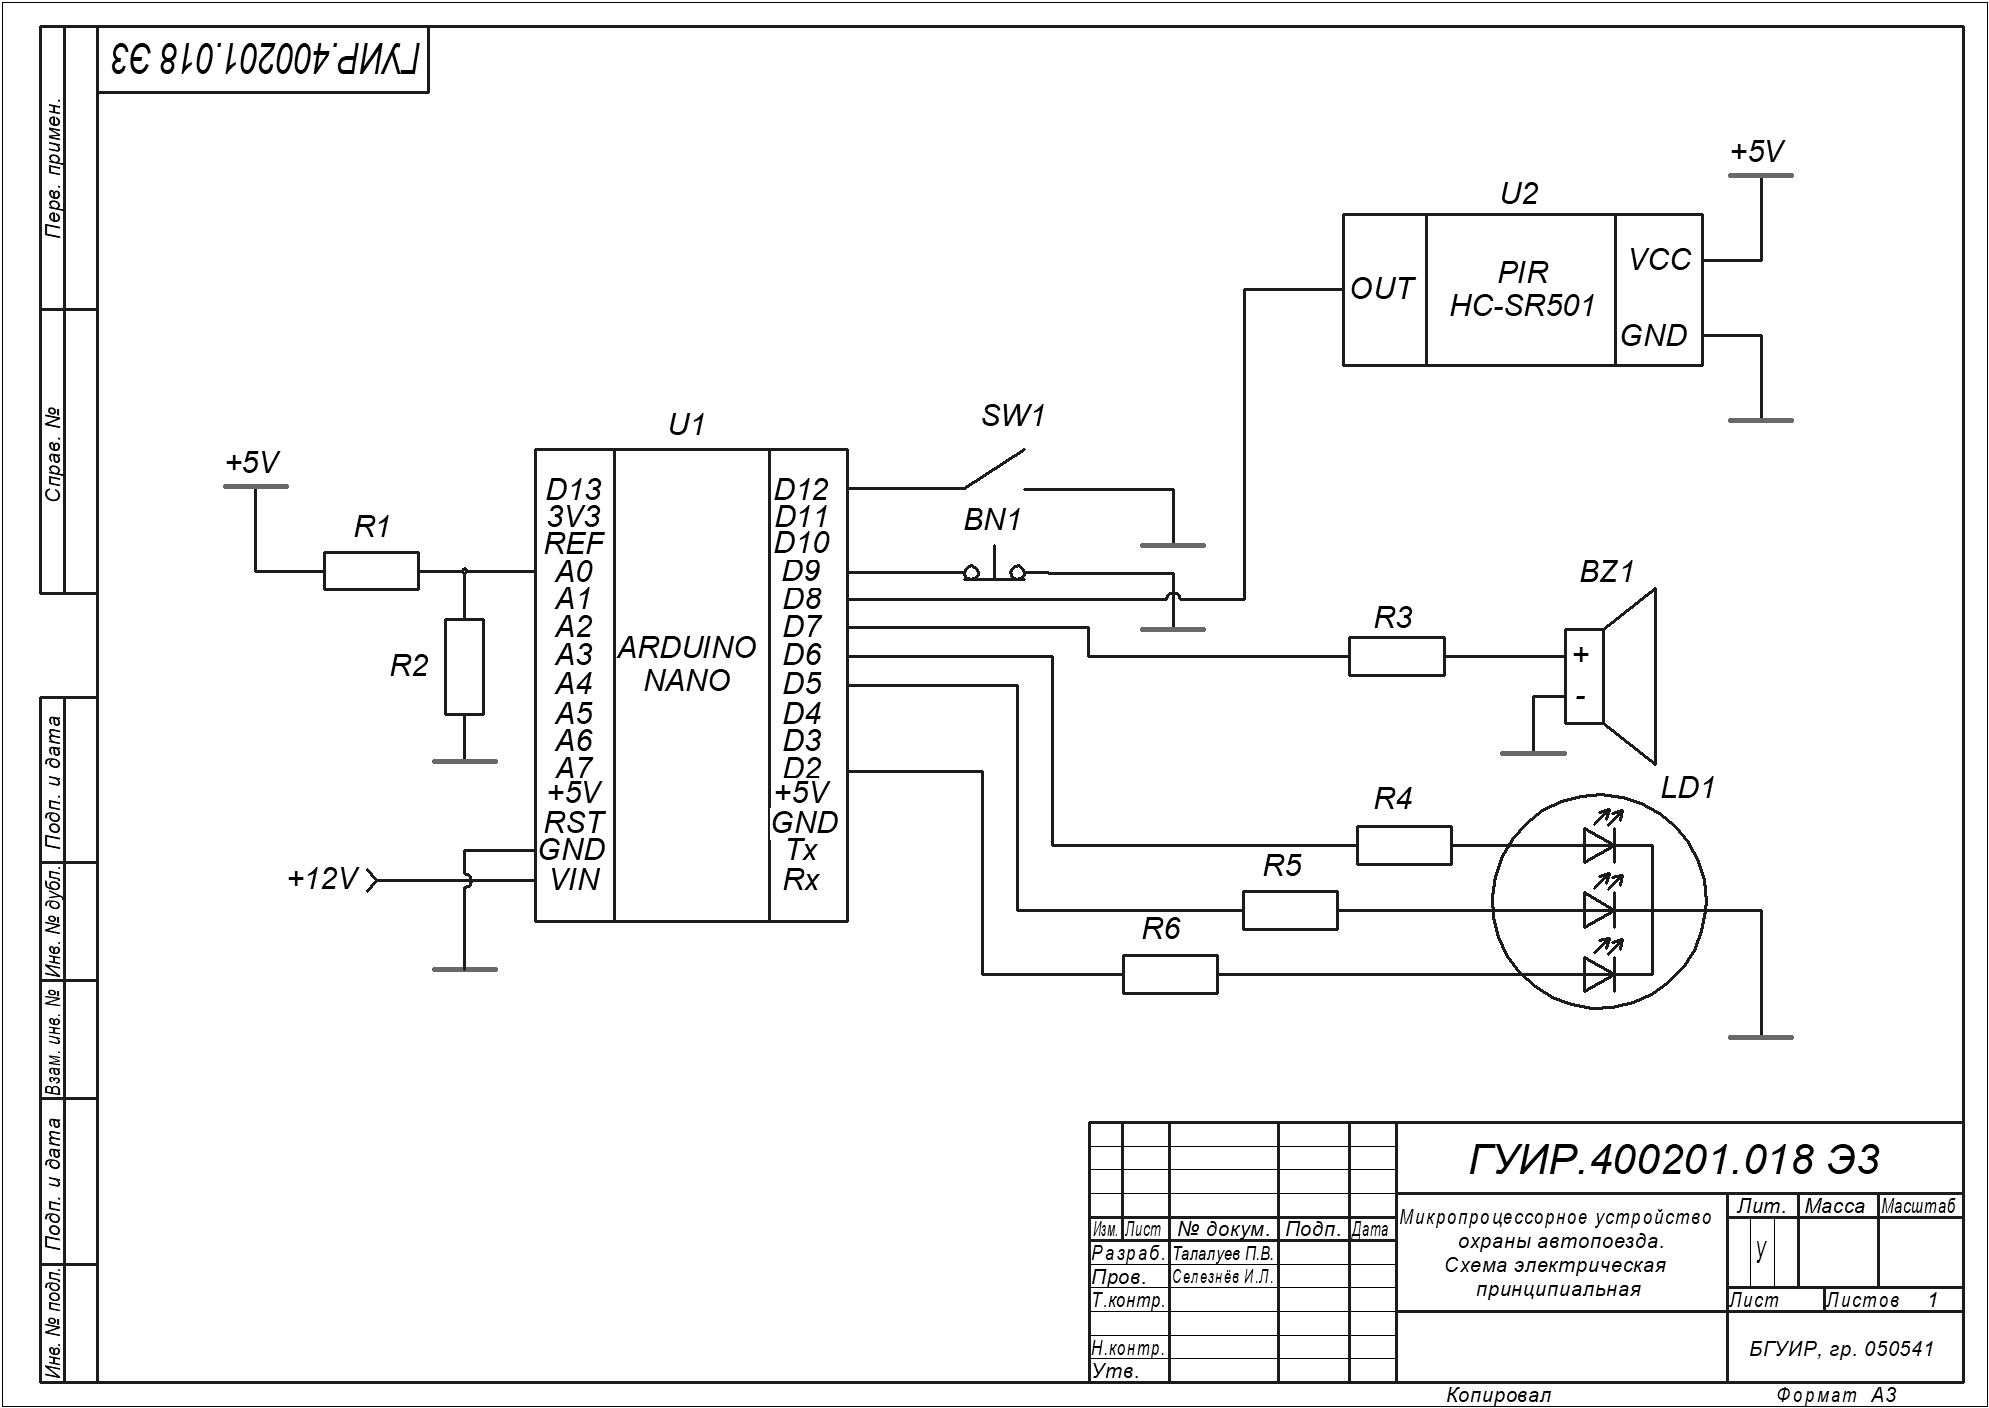 ГУИР.400201.018 Э3
Перв. примен.
Справ. №
Подп. и дата
Инв. № дубл.
Взам. инв. №
Подп. и дата
Инв. № подл.
+5V
R1
R2
+12V
U1
D13
3V3
REF
A0
A1
A2
A3
A4
A5
A6
A7
+5V
RST
GND
VIN
ARDUINO
NANO
D12
D11
D10
D9
D8
D7
D6
D5
D4
D3
D2
+5V
GND
Tx
Rx
SW1
BN1
U2
OUT
PIR
HC-SR501
VCC
GND
+5V
R3
BZ1
+
-
R4
R5
R6
LD1
ГУИР.400201.018 Э3
Микропроцессорное устройство
охраны автопоезда.
Схема электрическая
принципиальная
Лит. Масса Масштаб
У
Лист Листов 1
БГУИР, гр. 050541
Изм. Лист № докум. Подп. Дата
Разраб. Талалуев П.В.
Пров. Селезнёв И.Л.
Т.контр.
Н.контр.
Утв.
Копировал Формат А3